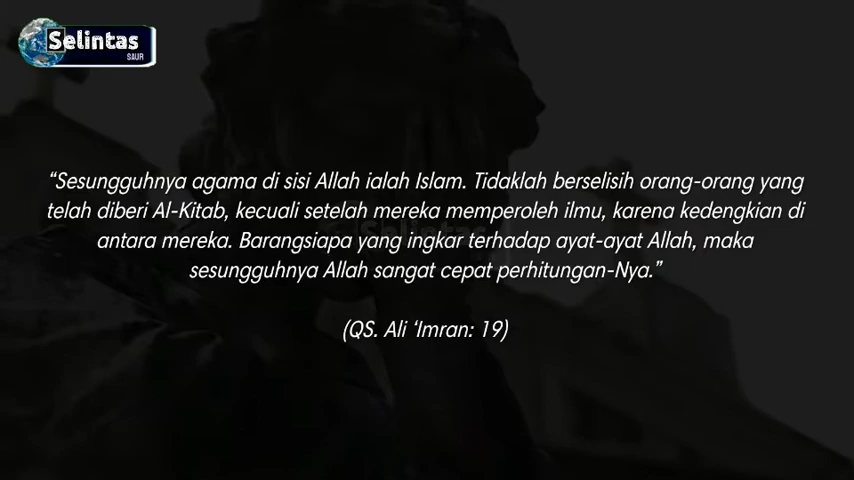 Selintas
SAUR
“Sesungguhnya agama di sisi Allah ialah Islam. Tidaklah berselisih orang-orang yang
telah diberi Al-Kitab, kecuali setelah mereka memperoleh ilmu, karena kedengkian di
antara mereka. Barangsiapa yang ingkar terhadap ayat-ayat Allah, maka
sesungguhnya Allah sangat cepat perhitungan-Nya.”
(QS. Ali ‘Imran: 19)
Selintas